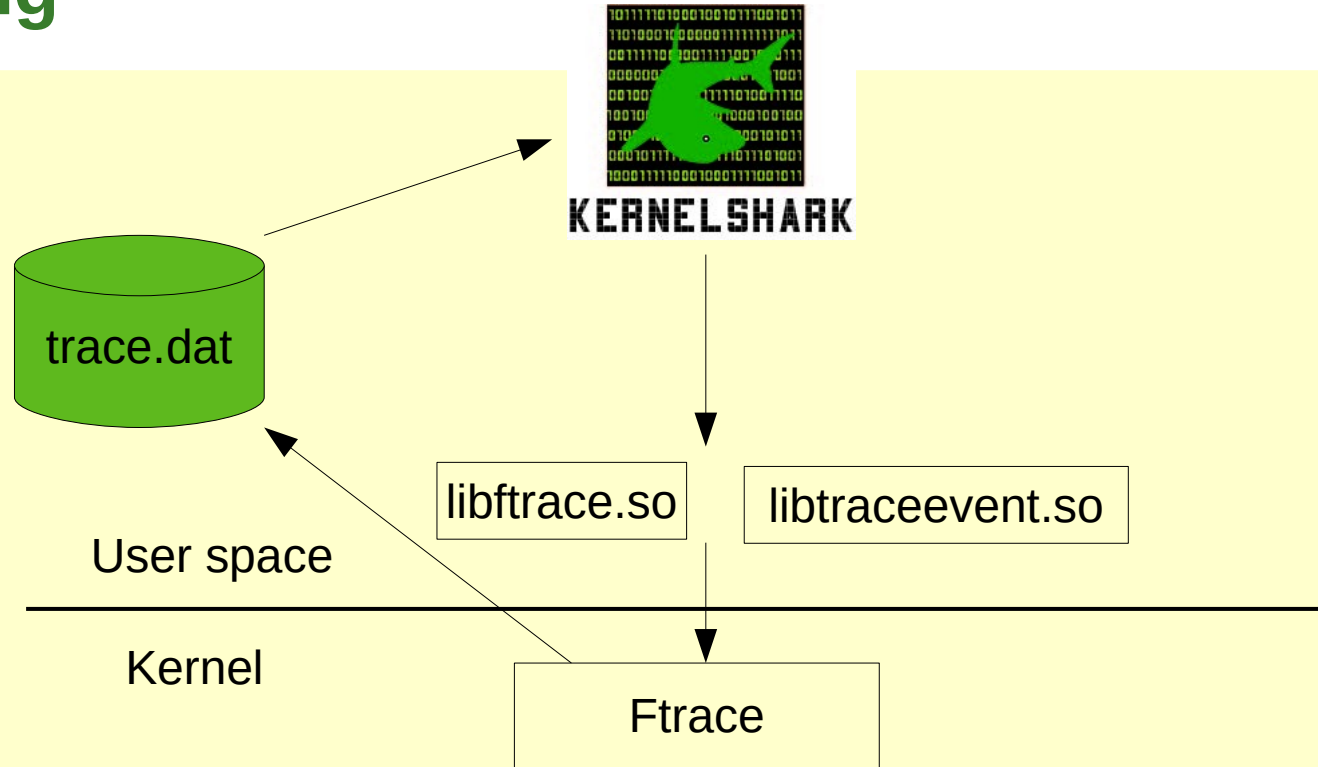 KERNELSHARK
trace.dat
libftrace.so
libtraceevent.so
User space
Kernel
Ftrace